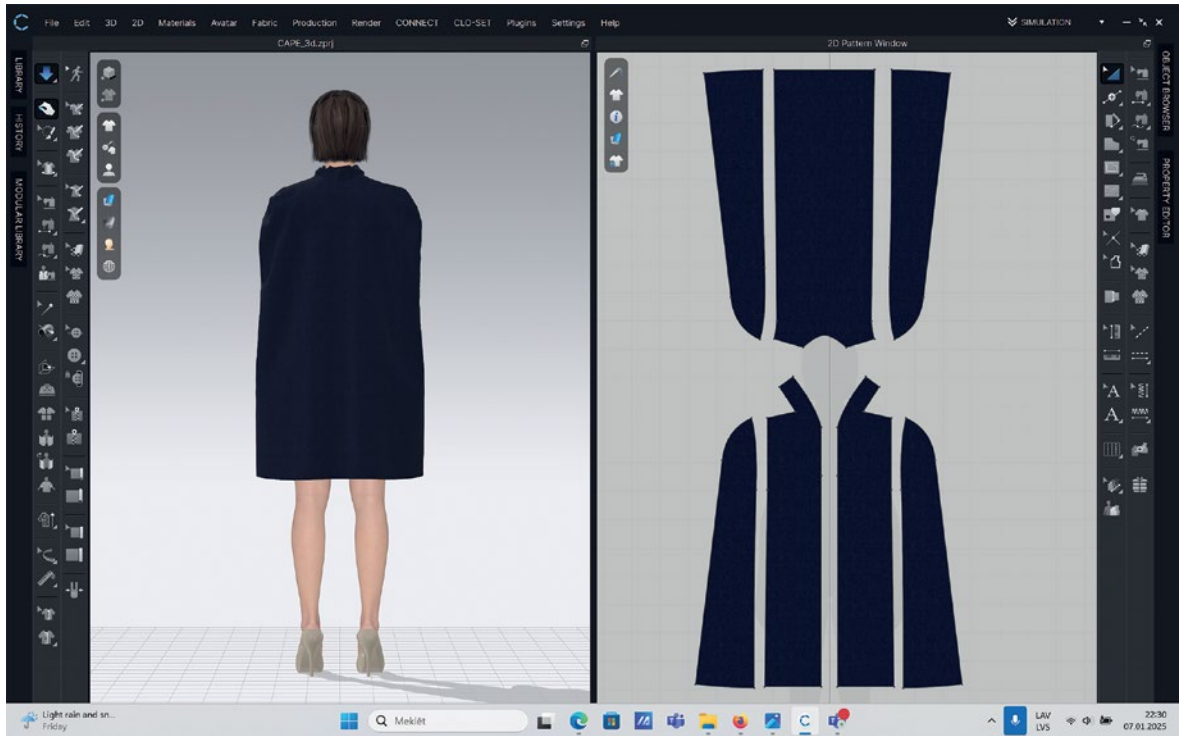 File Edit 3D 2D Materials Avatar Fabric Production Render CONNECT CLO-SET Plugins Settings Help SIMULATION
CAPE_3d.zprj
2D Pattern Window
LIBRARY
HISTORY
MODULAR LIBRARY
OBJECT BROWSER
PROPERTY EDITOR
A A
Light rain and sn...
Friday
Meklēt
LAV
LVS
22:30
07.01.2025